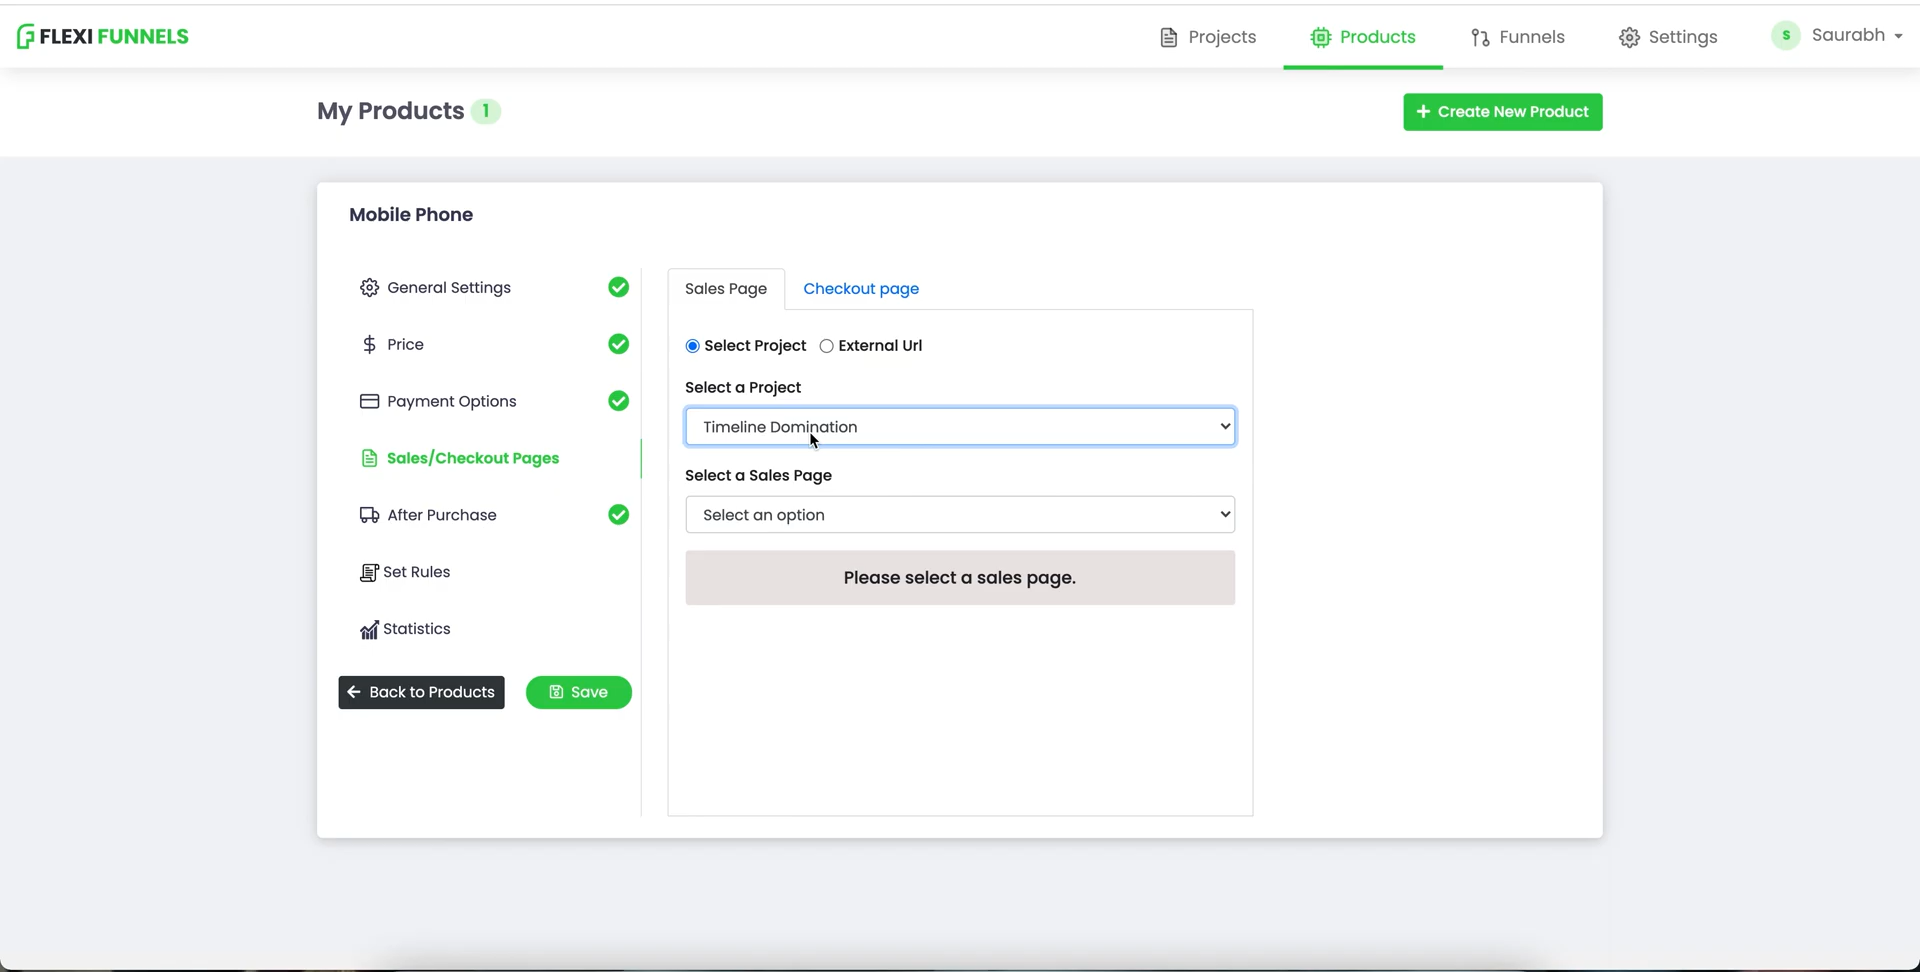 FLEXI FUNNELS
Projects
Products
Funnels
Settings
S
Saurabh
My Products 1
+ Create New Product
Mobile Phone
General Settings
Price
Payment Options
Sales/Checkout Pages
After Purchase
Set Rules
Statistics
Back to Products
Save
Sales Page
Checkout page
Select Project
External Url
Select a Project
Timeline Domination
Select a Sales Page
Select an option
Please select a sales page.